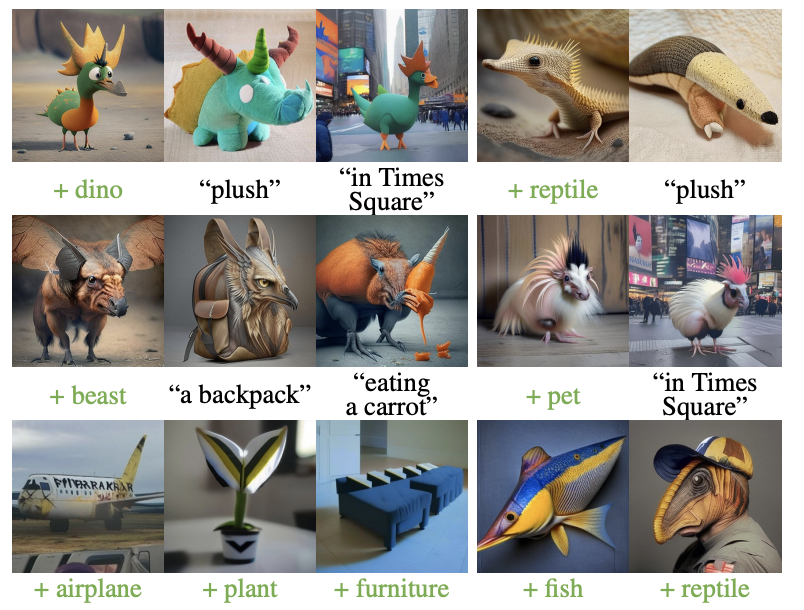 + dino
“plush”
“in Times
Square”
+ reptile
“plush”
+ beast
“a backpack”
“eating
a carrot”
+ pet
“in Times
Square”
+ airplane
+ plant
+ furniture
+ fish
+ reptile